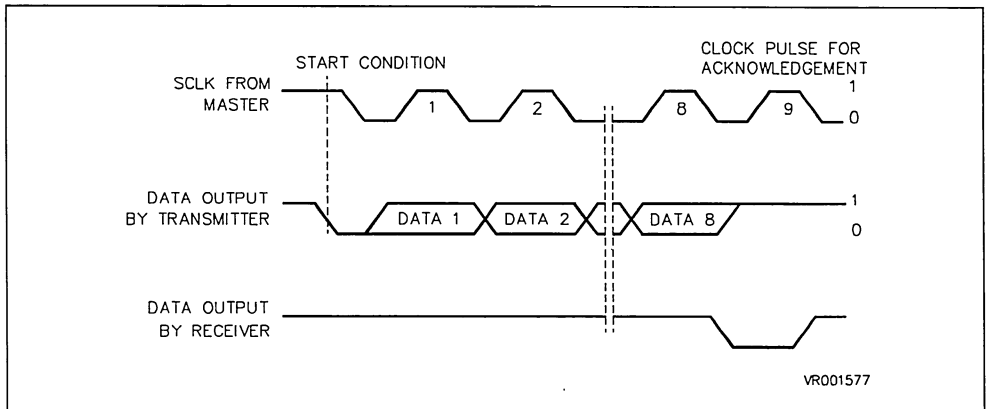 START CONDITION
CLOCK PULSE FOR
ACKNOWLEDGEMENT
SCLK FROM
MASTER
1
2
8
9
1
0
DATA OUTPUT
BY TRANSMITTER
DATA 1
DATA 2
DATA 8
1
0
DATA OUTPUT
BY RECEIVER
VR001577